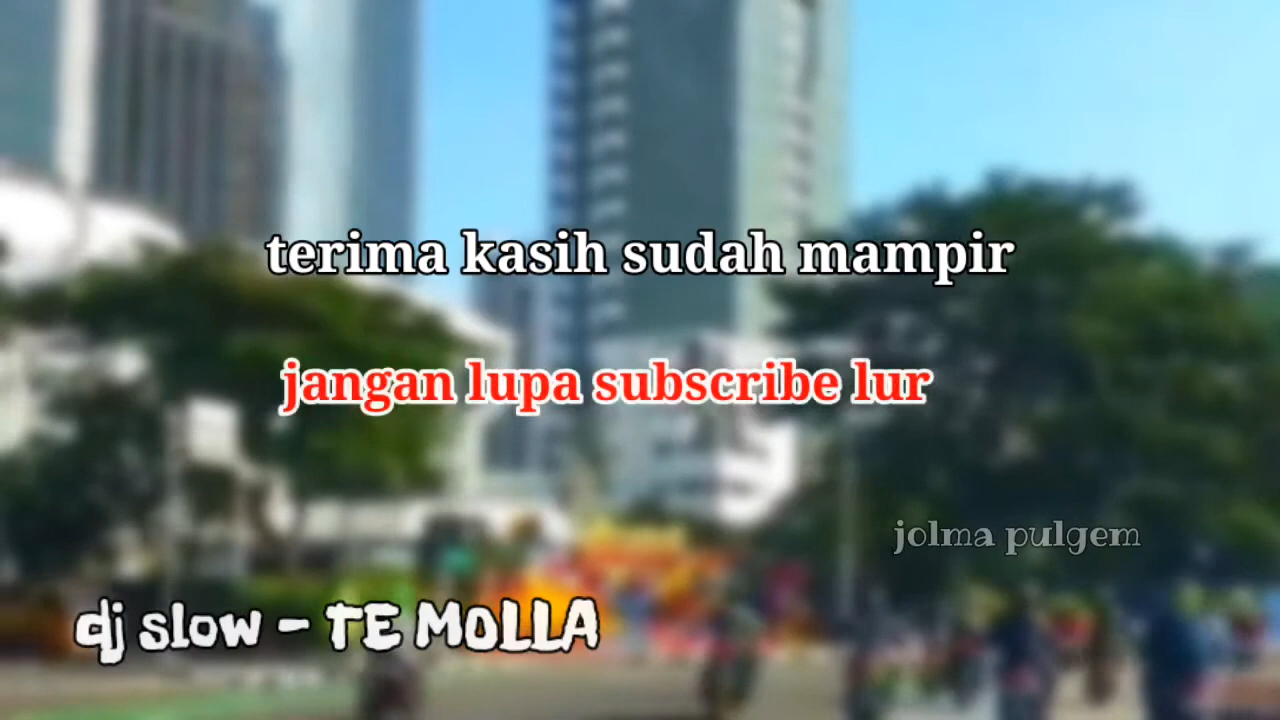 terima kasih sudah mampir
jangan lupa subscribe lur
jolma pulgem
dj slow - TE MOLLA